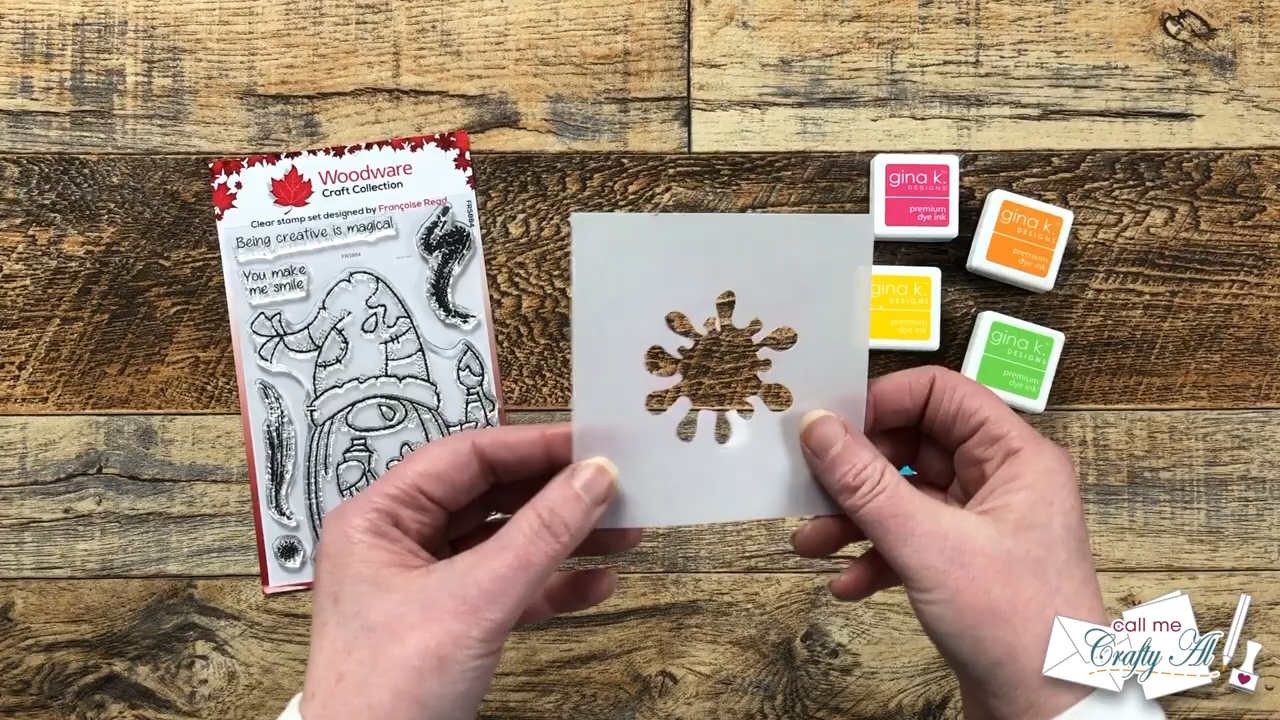 Woodware
Craft Collection
Clear stamp set designed by Françoise Read
FRS884
Being creative is magical
FRS884
You make
me smile
gina k.
DESIGNS
premium
dye ink
gina k.
DESIGNS
premium
dye ink
gina k.
DESIGNS
premium
dye ink
gina k.
DESIGNS
premium
dye ink
call me
Crafty Al